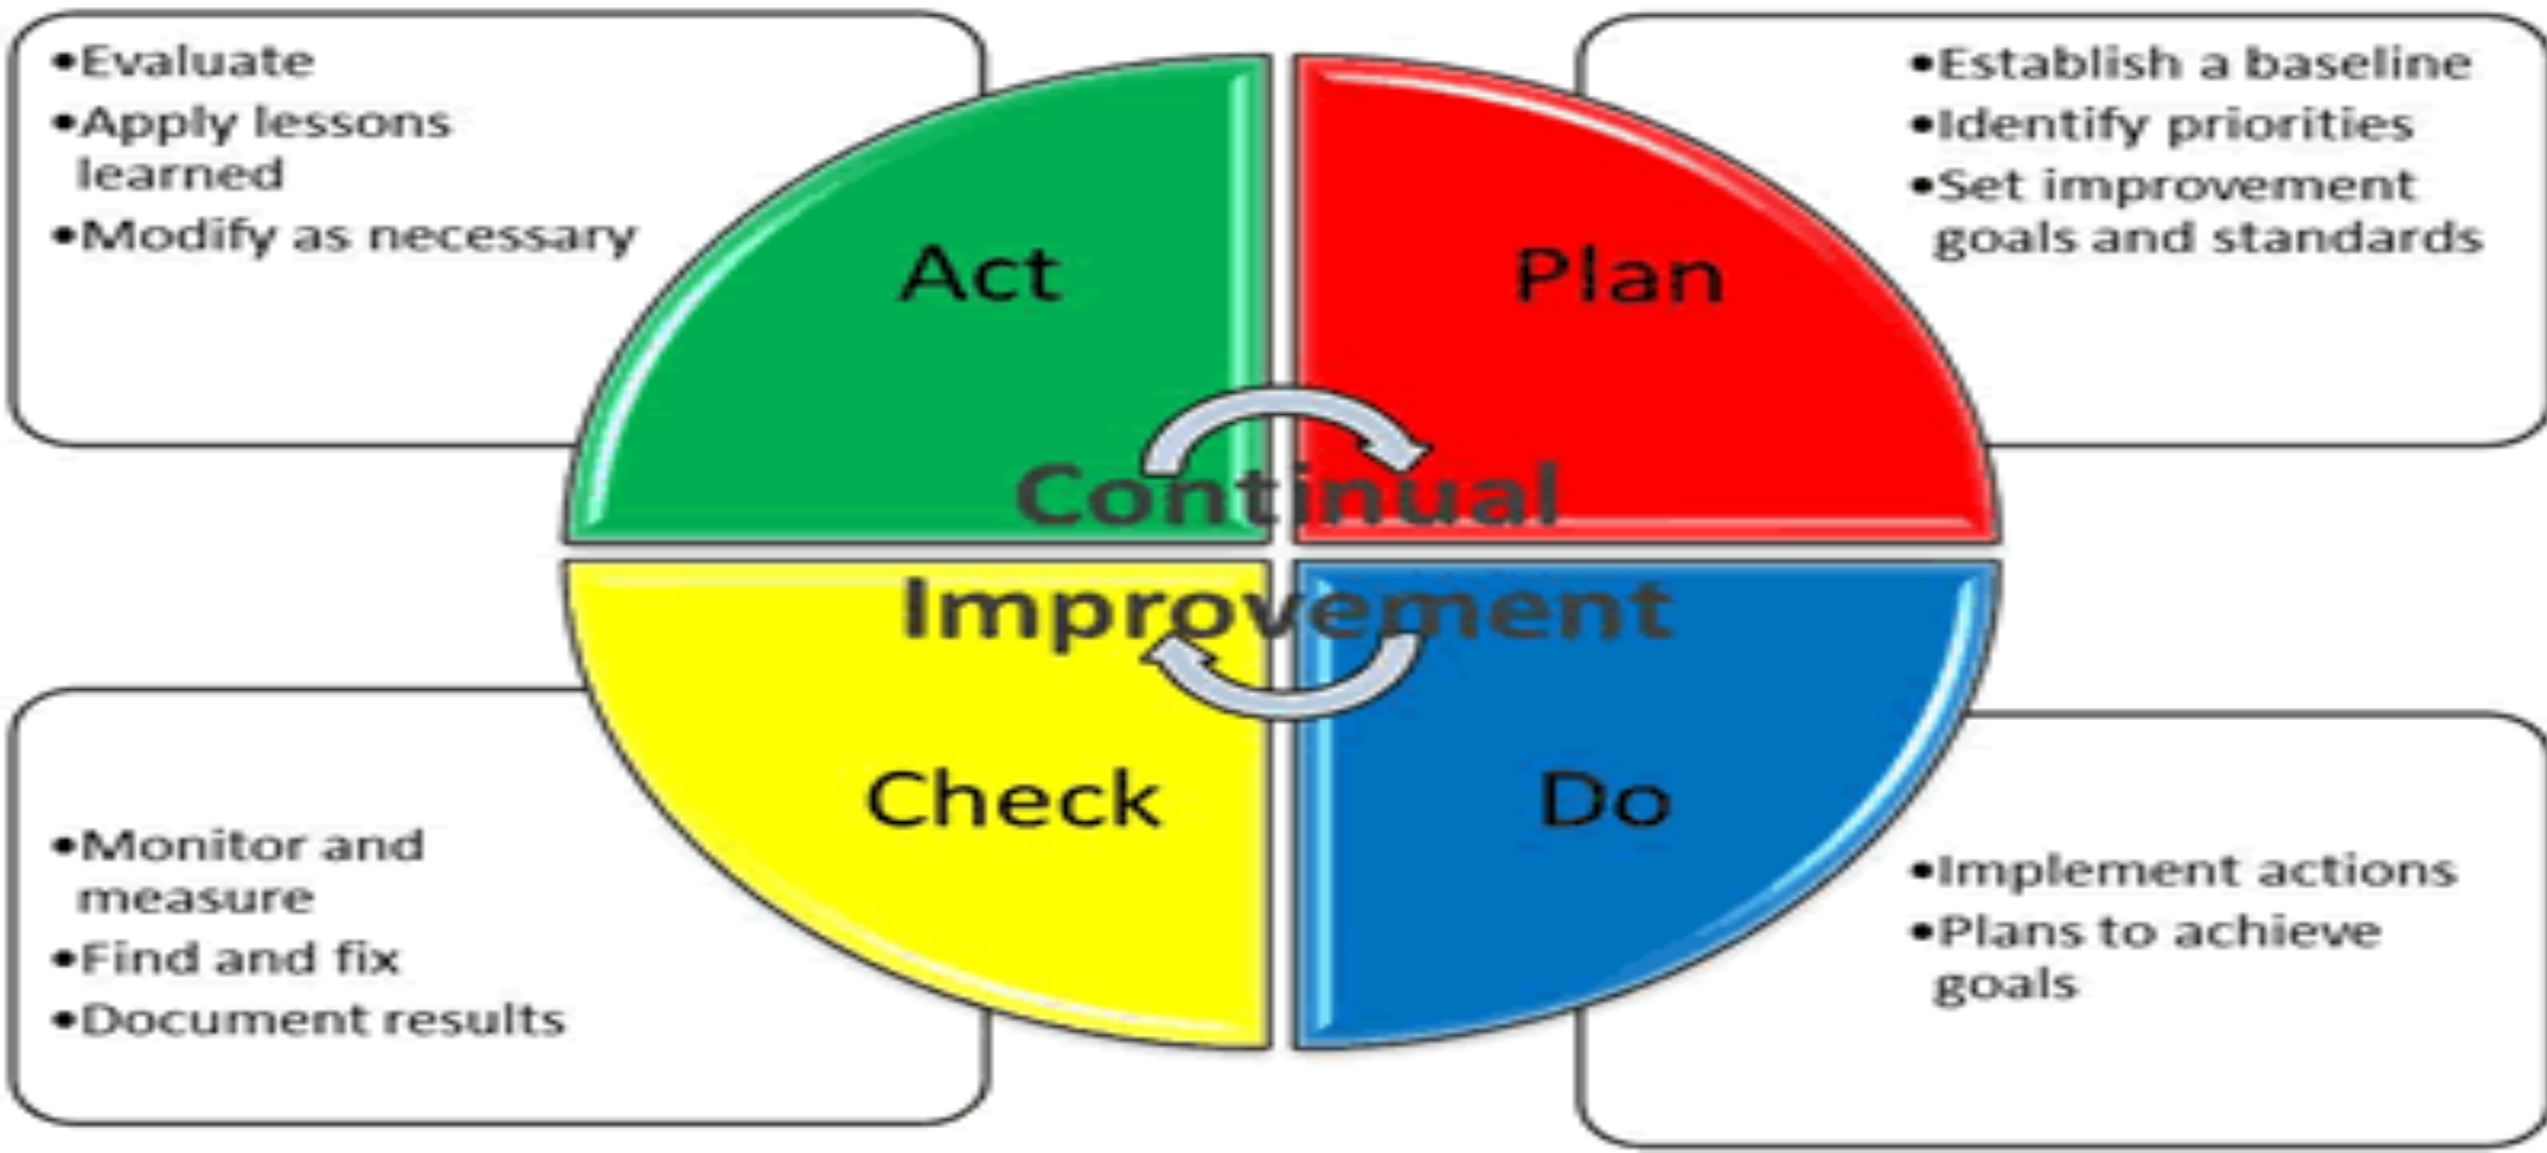 •Evaluate
•Apply lessons
learned
•Modify as necessary
•Establish a baseline
•Identify priorities
•Set improvement
goals and standards
Act
Plan
Continual
Improvement
Check
Do
•Monitor and
measure
•Find and fix
•Document results
•Implement actions
•Plans to achieve
goals